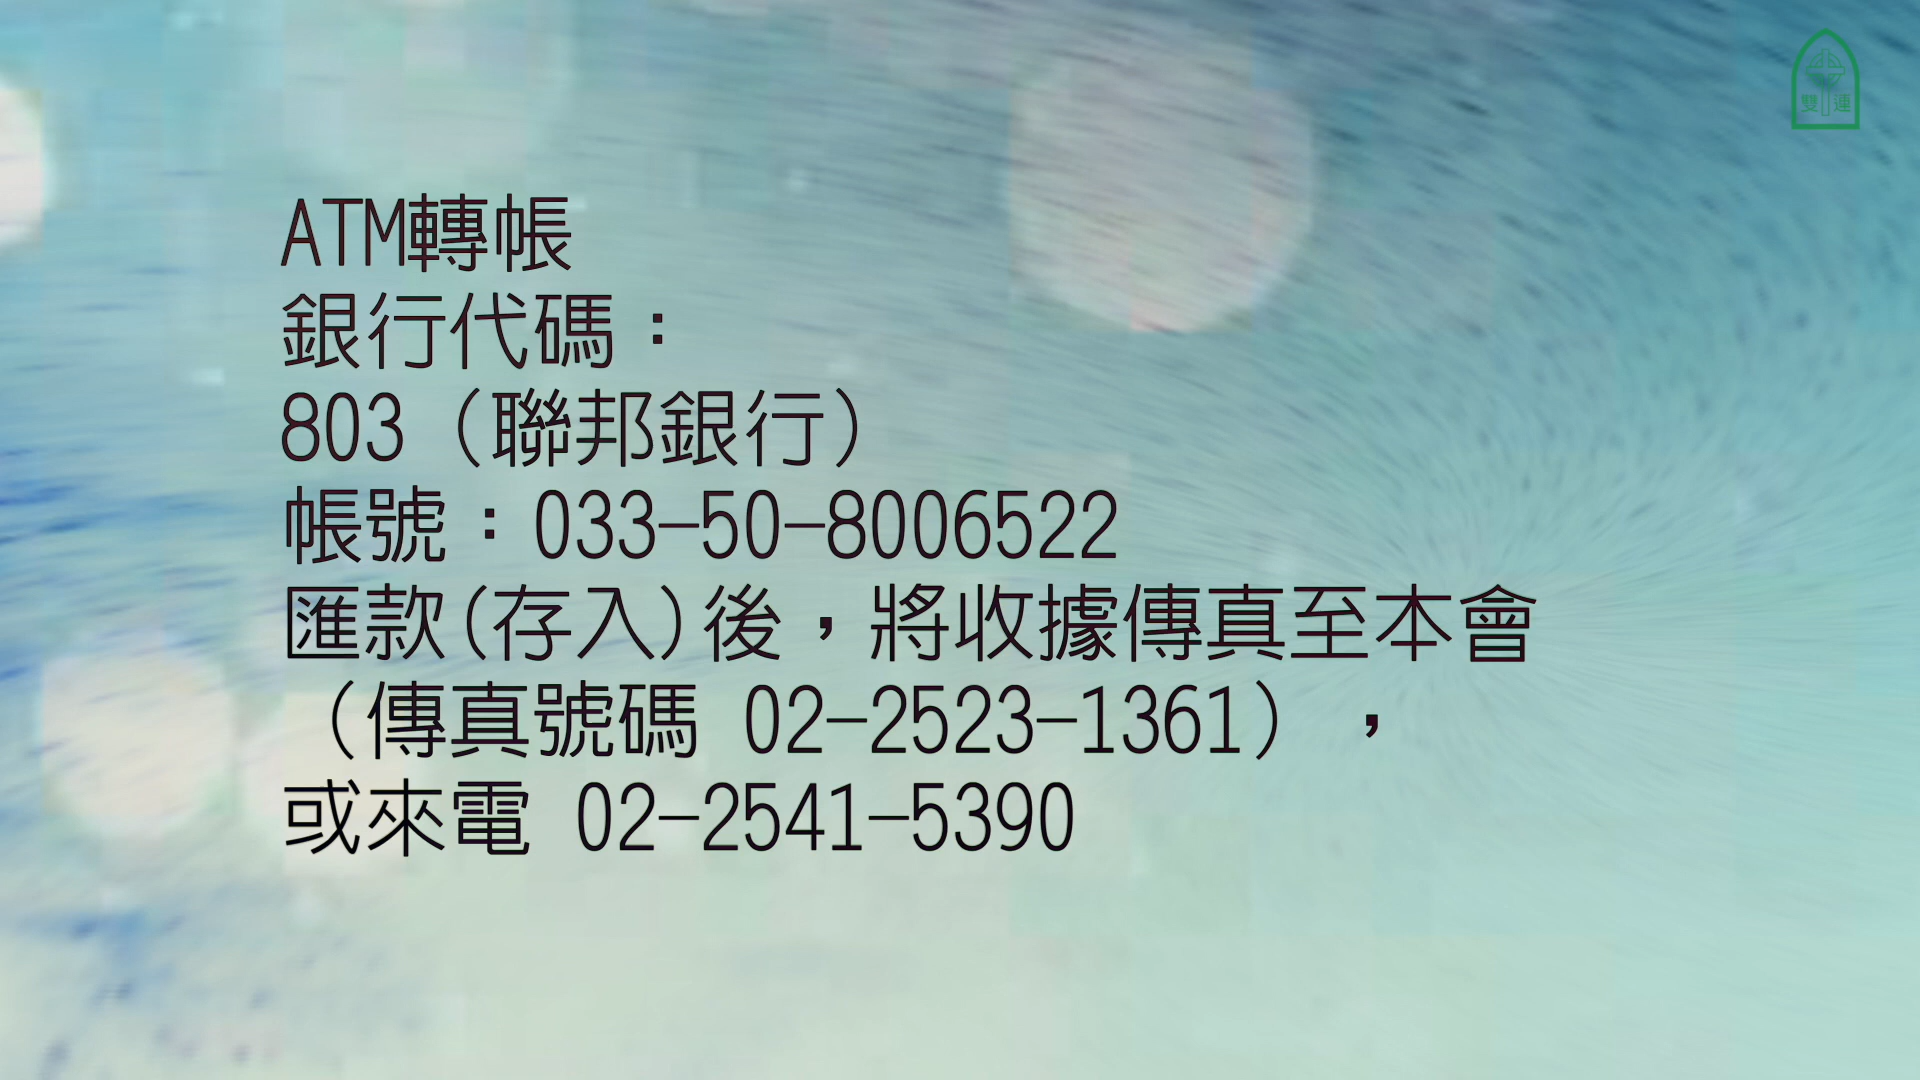 雙連
ATM轉帳
銀行代碼：
803（聯邦銀行）
帳號：033-50-8006522
匯款(存入)後，將收據傳真至本會
（傳真號碼 02-2523-1361），
或來電 02-2541-5390